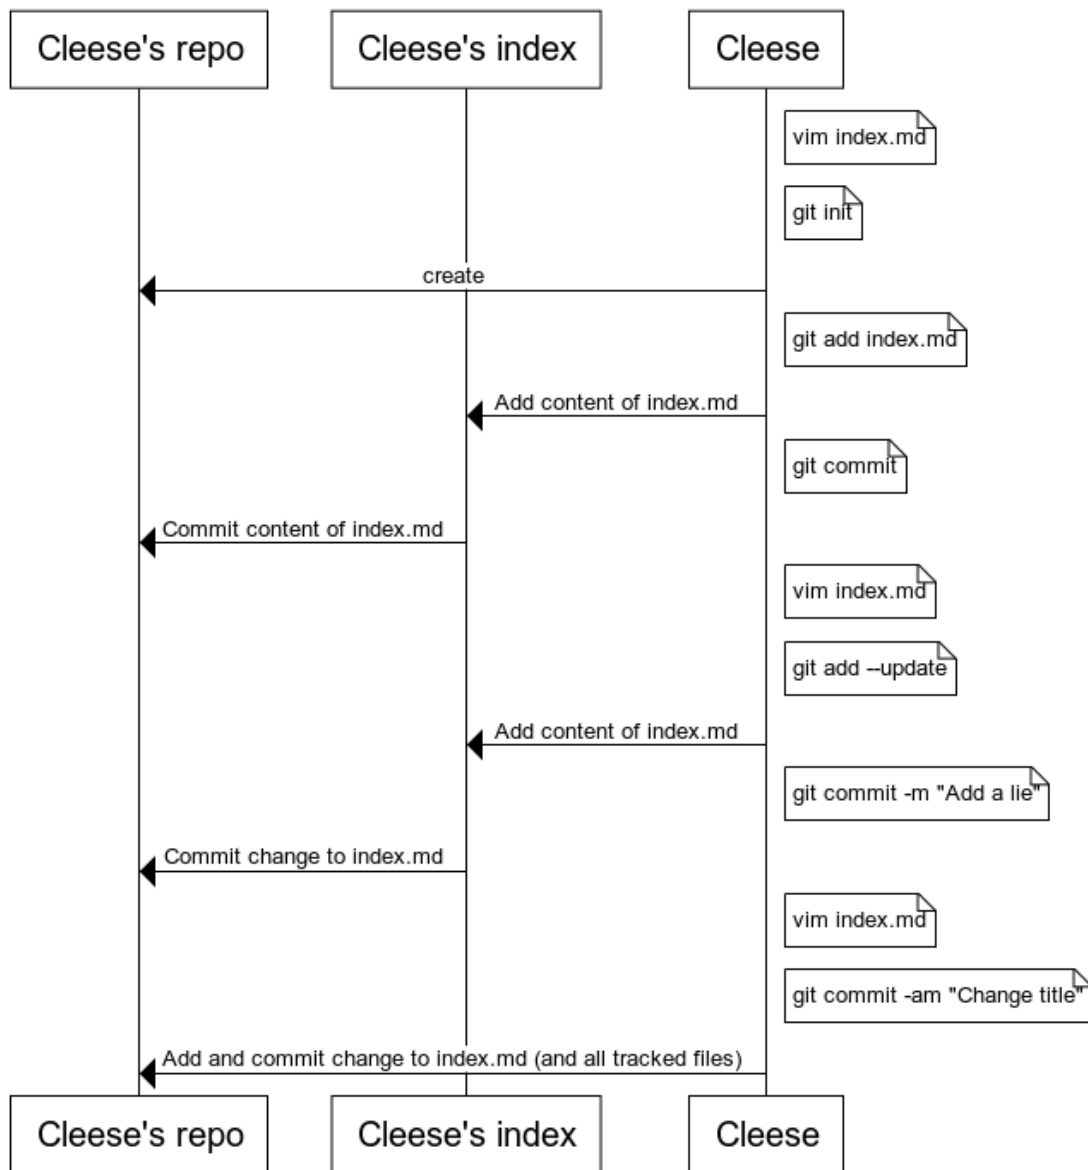 Cleese's repo
Cleese's index
Cleese
vim index.md
git init
create
git add index.md
Add content of index.md
git commit
Commit content of index.md
vim index.md
git add --update
Add content of index.md
git commit -m "Add a lie"
Commit change to index.md
vim index.md
git commit -am "Change title"
Add and commit change to index.md (and all tracked files)
Cleese's repo
Cleese's index
Cleese